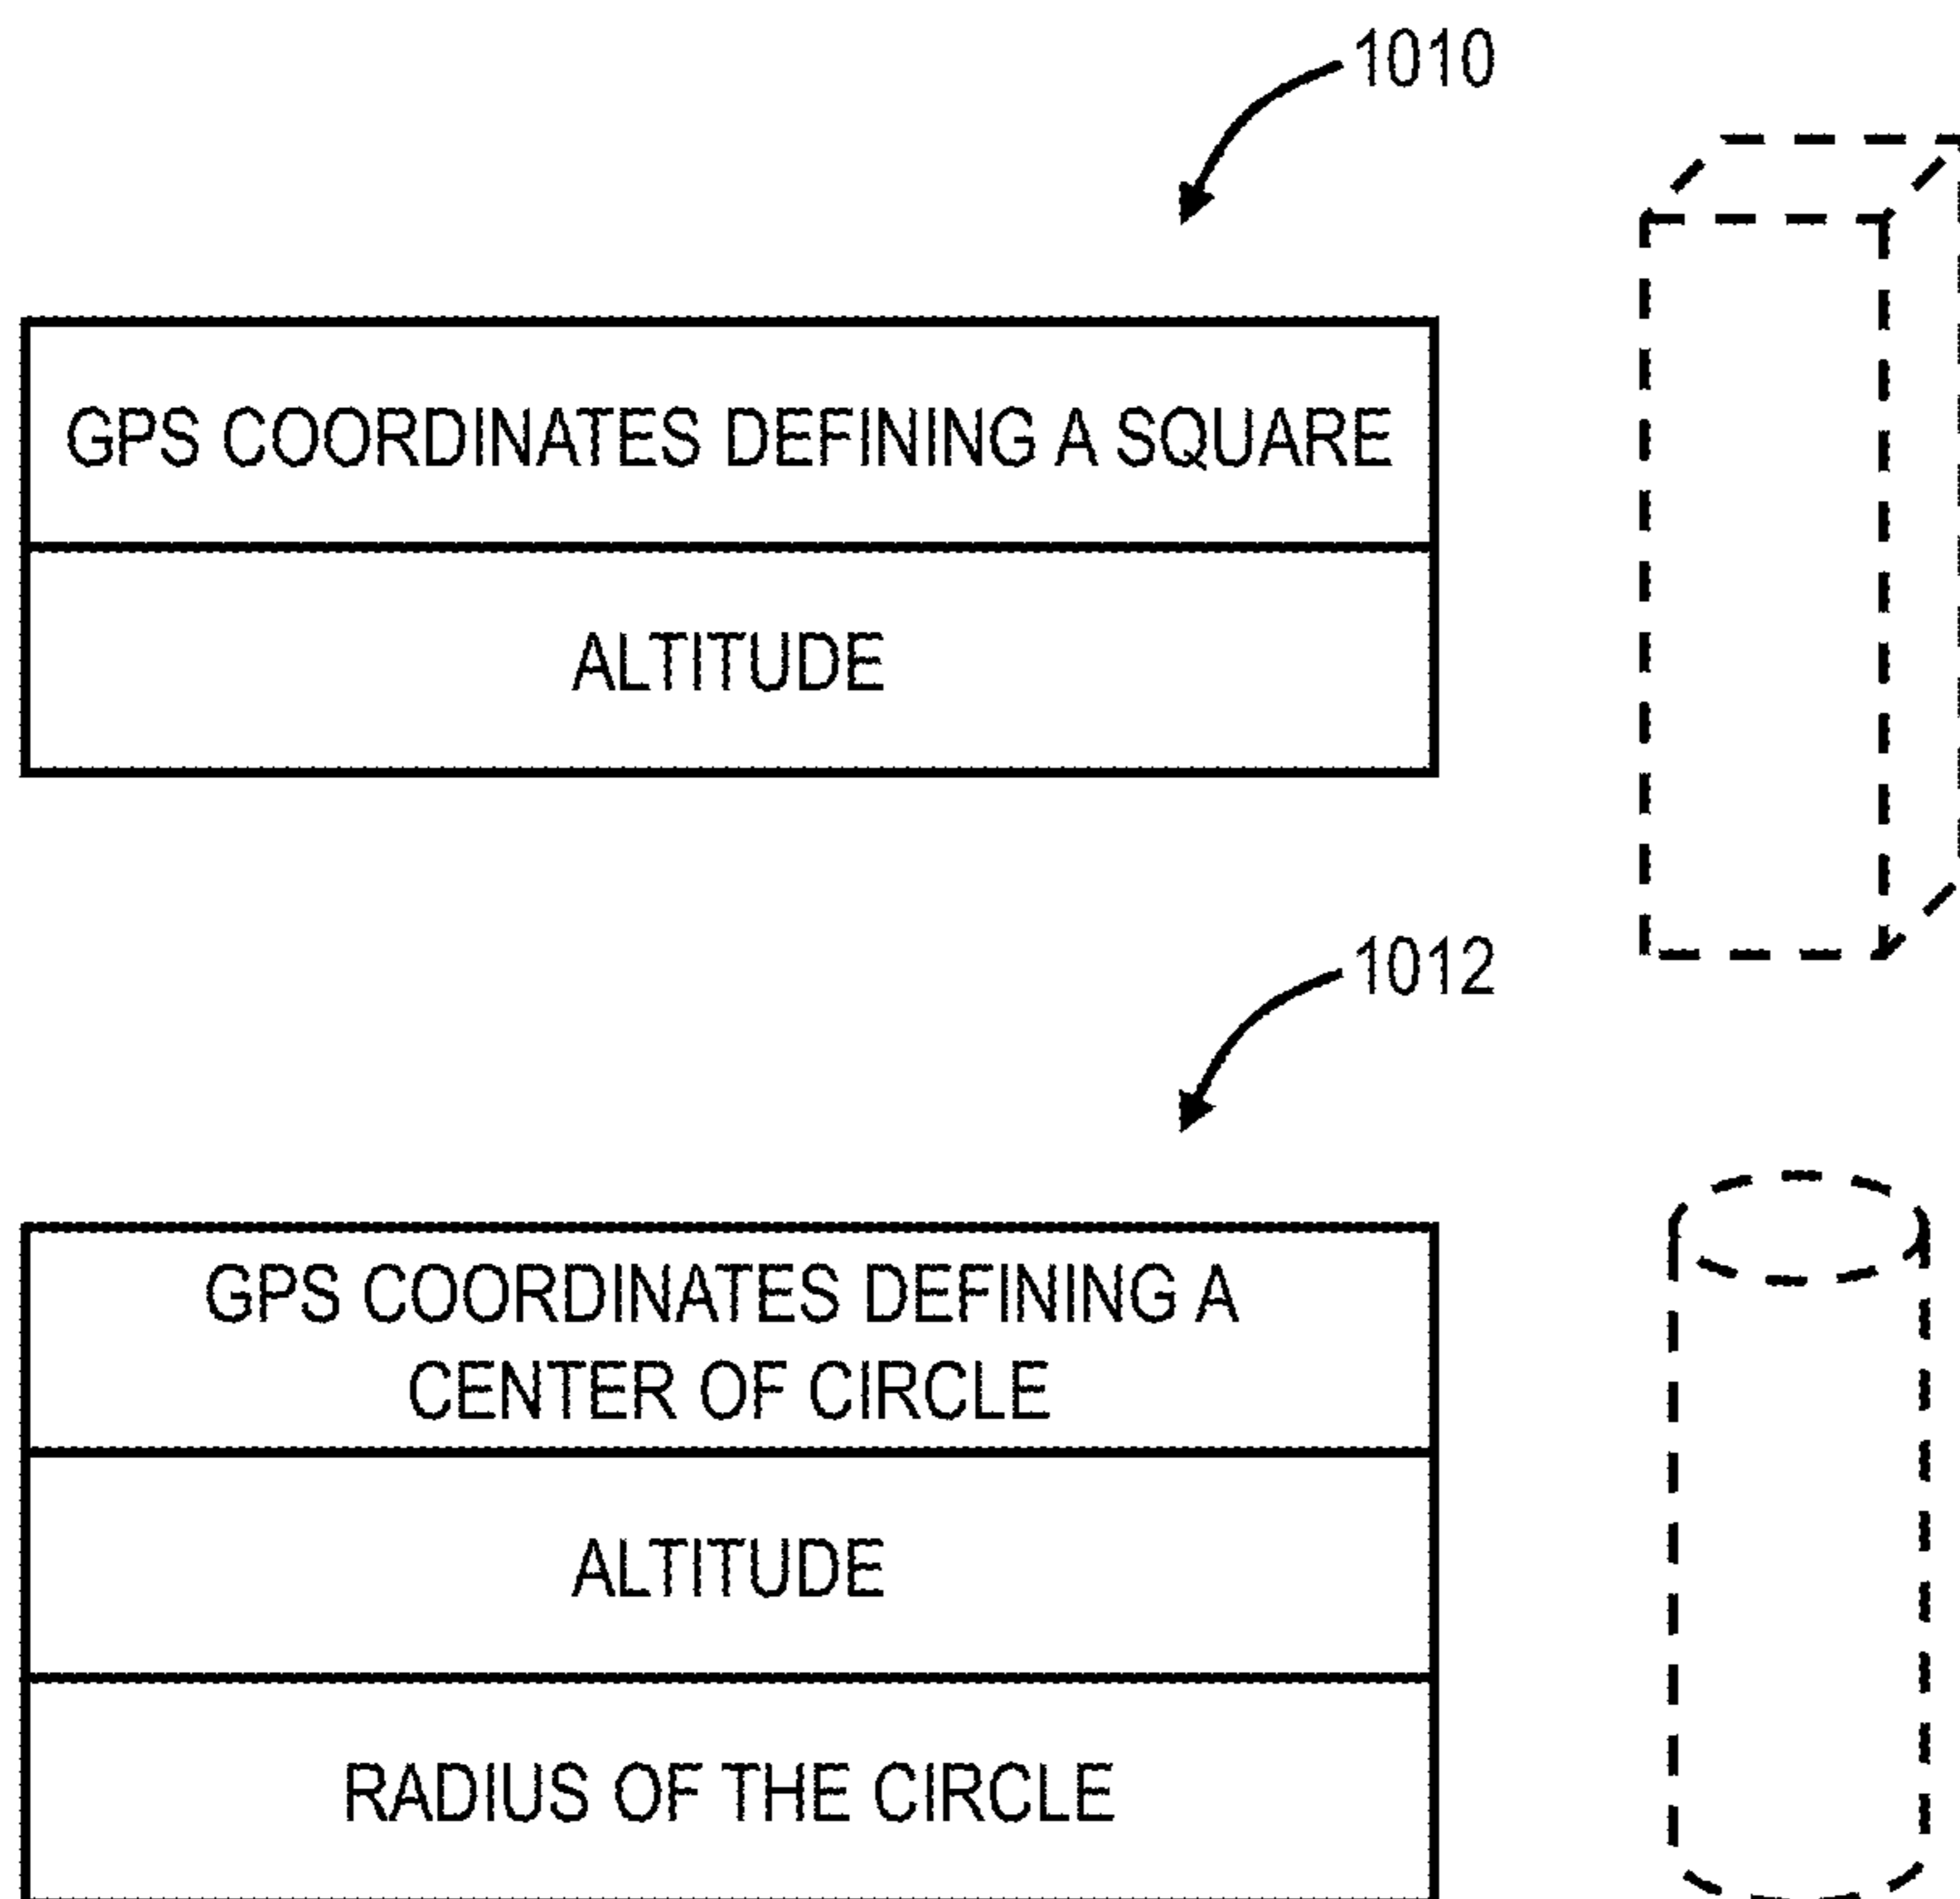 1010
GPS COORDINATES DEFINING A SQUARE
ALTITUDE
1012
GPS COORDINATES DEFINING A
CENTER OF CIRCLE
ALTITUDE
RADIUS OF THE CIRCLE